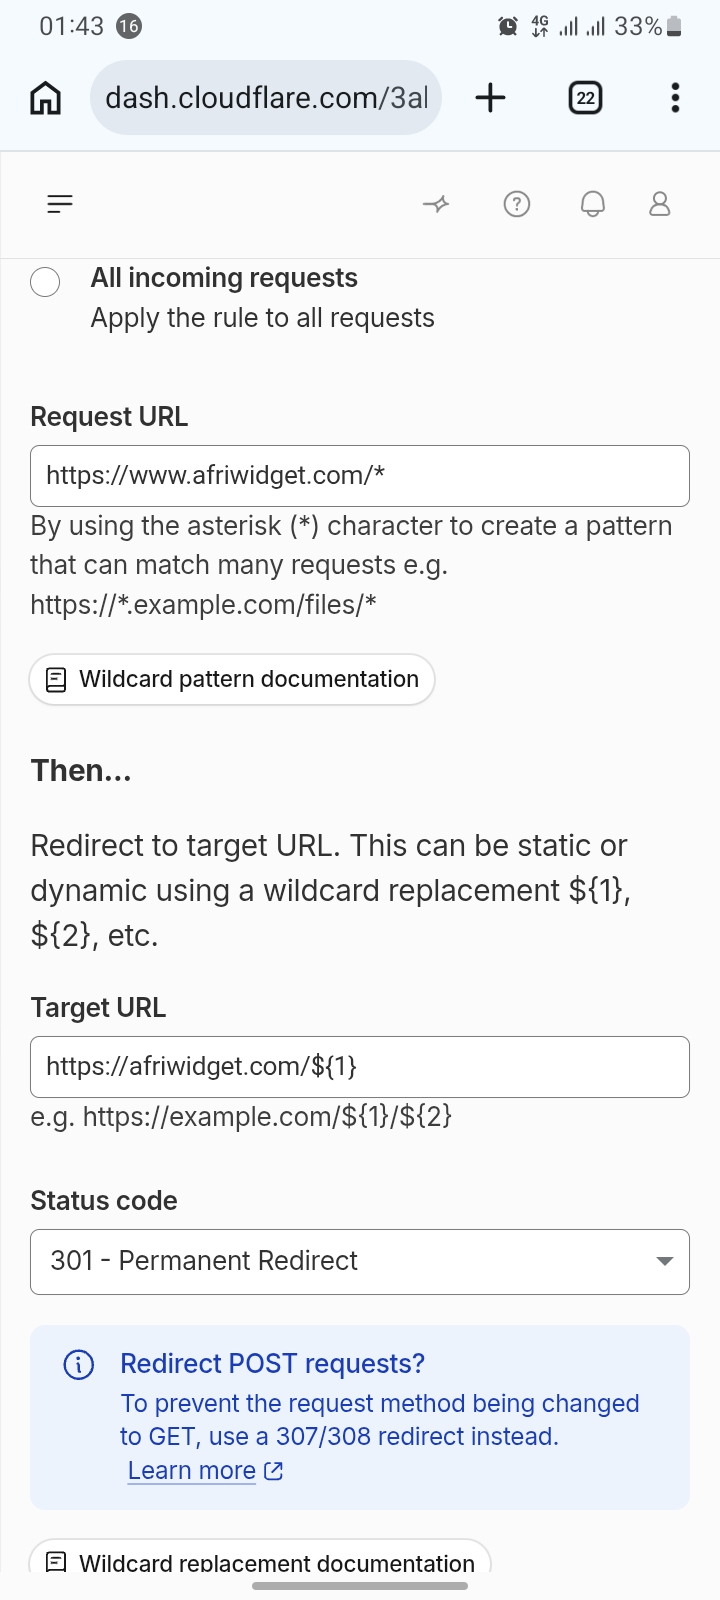 01:43 16 4G 33%
dash.cloudflare.com/3al 22
All incoming requests
Apply the rule to all requests
Request URL
https://www.afriwidget.com/*
By using the asterisk (*) character to create a pattern
that can match many requests e.g.
https://*.example.com/files/*
Wildcard pattern documentation
Then...
Redirect to target URL. This can be static or
dynamic using a wildcard replacement ${1},
${2}, etc.
Target URL
https://afriwidget.com/${1}
e.g. https://example.com/${1}/${2}
Status code
301 - Permanent Redirect
Redirect POST requests?
To prevent the request method being changed
to GET, use a 307/308 redirect instead.
Learn more
Wildcard replacement documentation